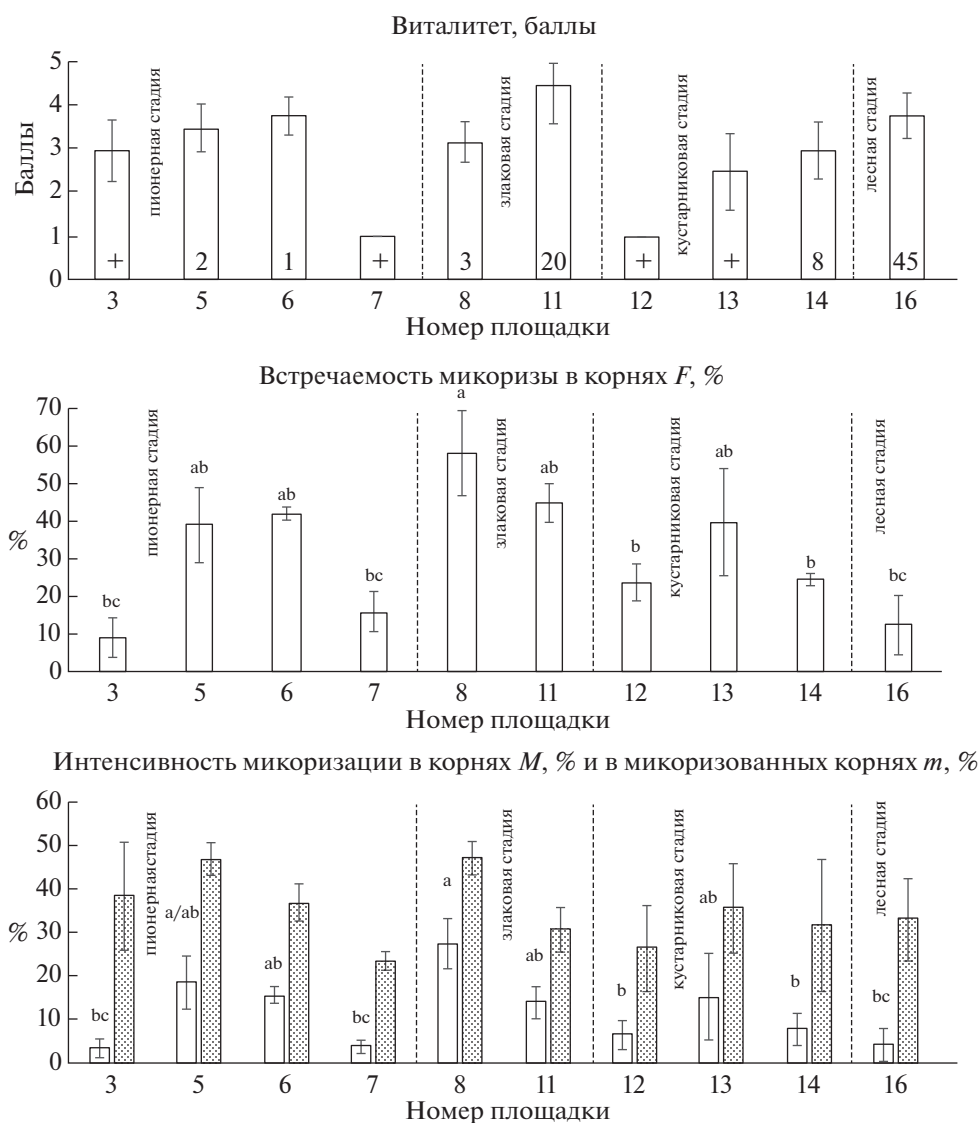 Виталитет, баллы
5
4
3
2
1
0
Баллы
пионерная стадия
злаковая стадия
кустарниковая стадия
лесная стадия
+ 2 1 + 3 20 + + 8 45
3 5 6 7 8 11 12 13 14 16
Номер площадки
Встречаемость микоризы в корнях F, %
70
60
50
40
30
20
10
0
%
пионерная стадия
злаковая стадия
кустарниковая стадия
лесная стадия
bc ab ab bc a ab b ab b bc
3 5 6 7 8 11 12 13 14 16
Номер площадки
Интенсивность микоризации в корнях M, % и в микоризованных корнях m, %
60
50
40
30
20
10
0
%
пионернаястадия
злаковая стадия
кустарниковая стадия
лесная стадия
bc a/ab ab bc a ab b ab b bc
3 5 6 7 8 11 12 13 14 16
Номер площадки